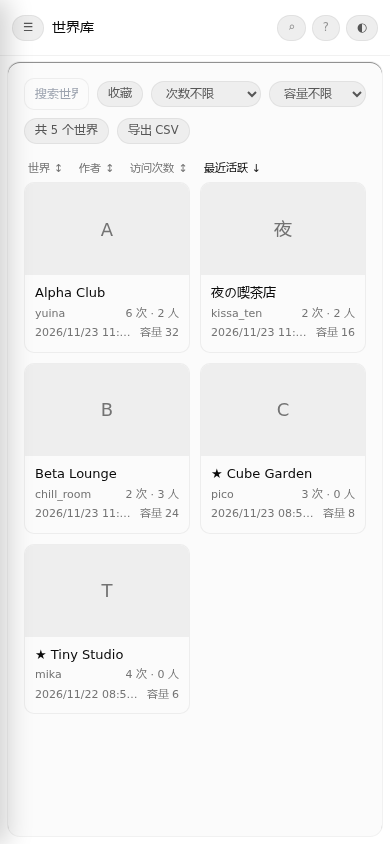 ☰ 世界库 ⌕ ? ◐
搜索世界 收藏 次数不限 容量不限
共 5 个世界 导出 CSV
世界 ↕ 作者 ↕ 访问次数 ↕ 最近活跃 ↓
A
Alpha Club
yuina 6 次 · 2 人
2026/11/23 11:… 容量 32
夜
夜の喫茶店
kissa_ten 2 次 · 2 人
2026/11/23 11:… 容量 16
B
Beta Lounge
chill_room 2 次 · 3 人
2026/11/23 11:… 容量 24
C
★ Cube Garden
pico 3 次 · 0 人
2026/11/23 08:5… 容量 8
T
★ Tiny Studio
mika 4 次 · 0 人
2026/11/22 08:5… 容量 6